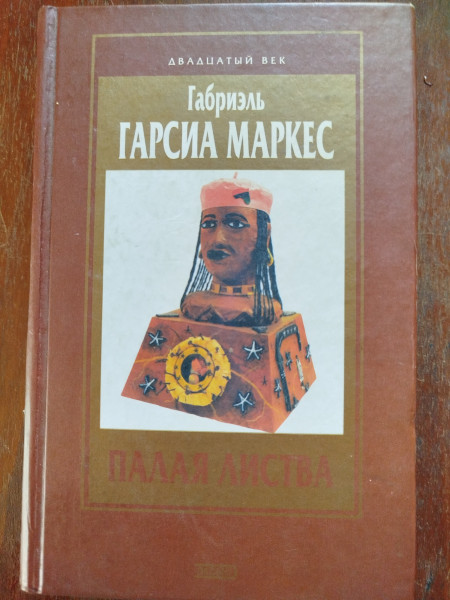 ДВАДЦАТЫЙ ВЕК
Габриэль
ГАРСИА МАРКЕС
ПАЛАЯ ЛИСТВА